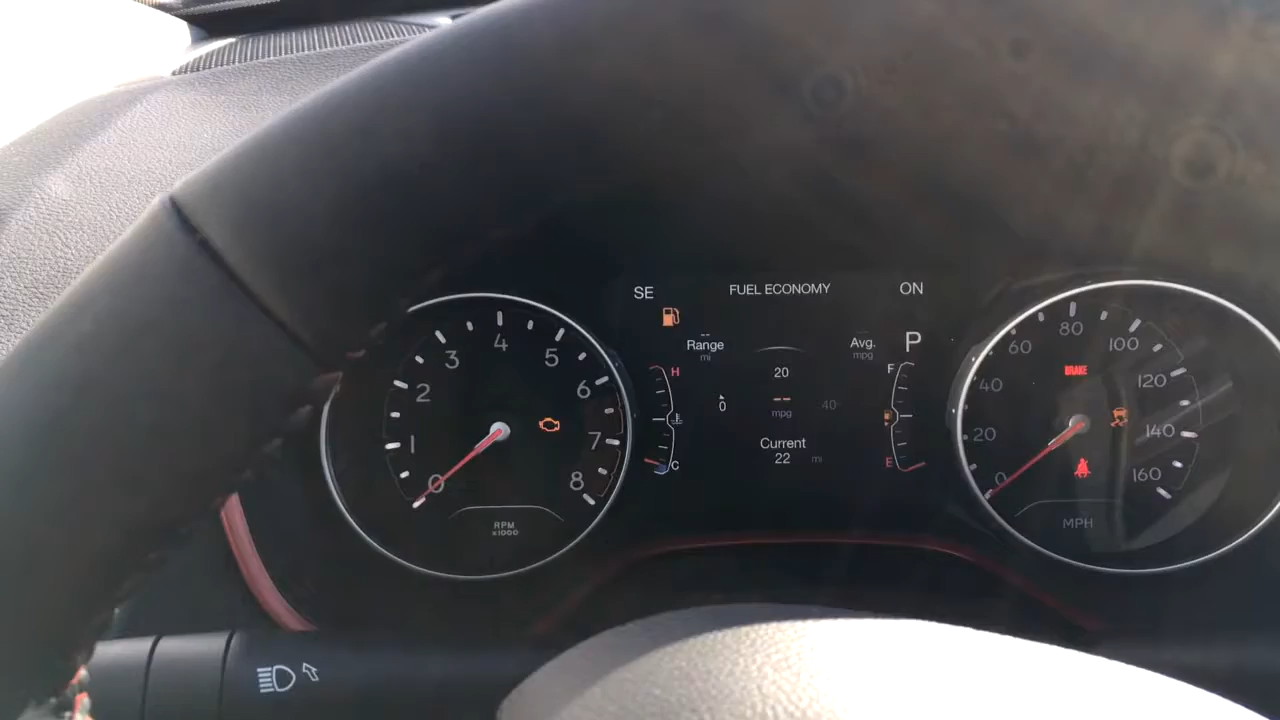 SE FUEL ECONOMY ON
-- Range mi
-- Avg. mpg
P
H
C
20
0
--
40
mpg
Current
22 mi
F
E
0 1 2 3 4 5 6 7 8
RPM
x1000
0 20 40 60 80 100 120 140 160
BRAKE
MPH